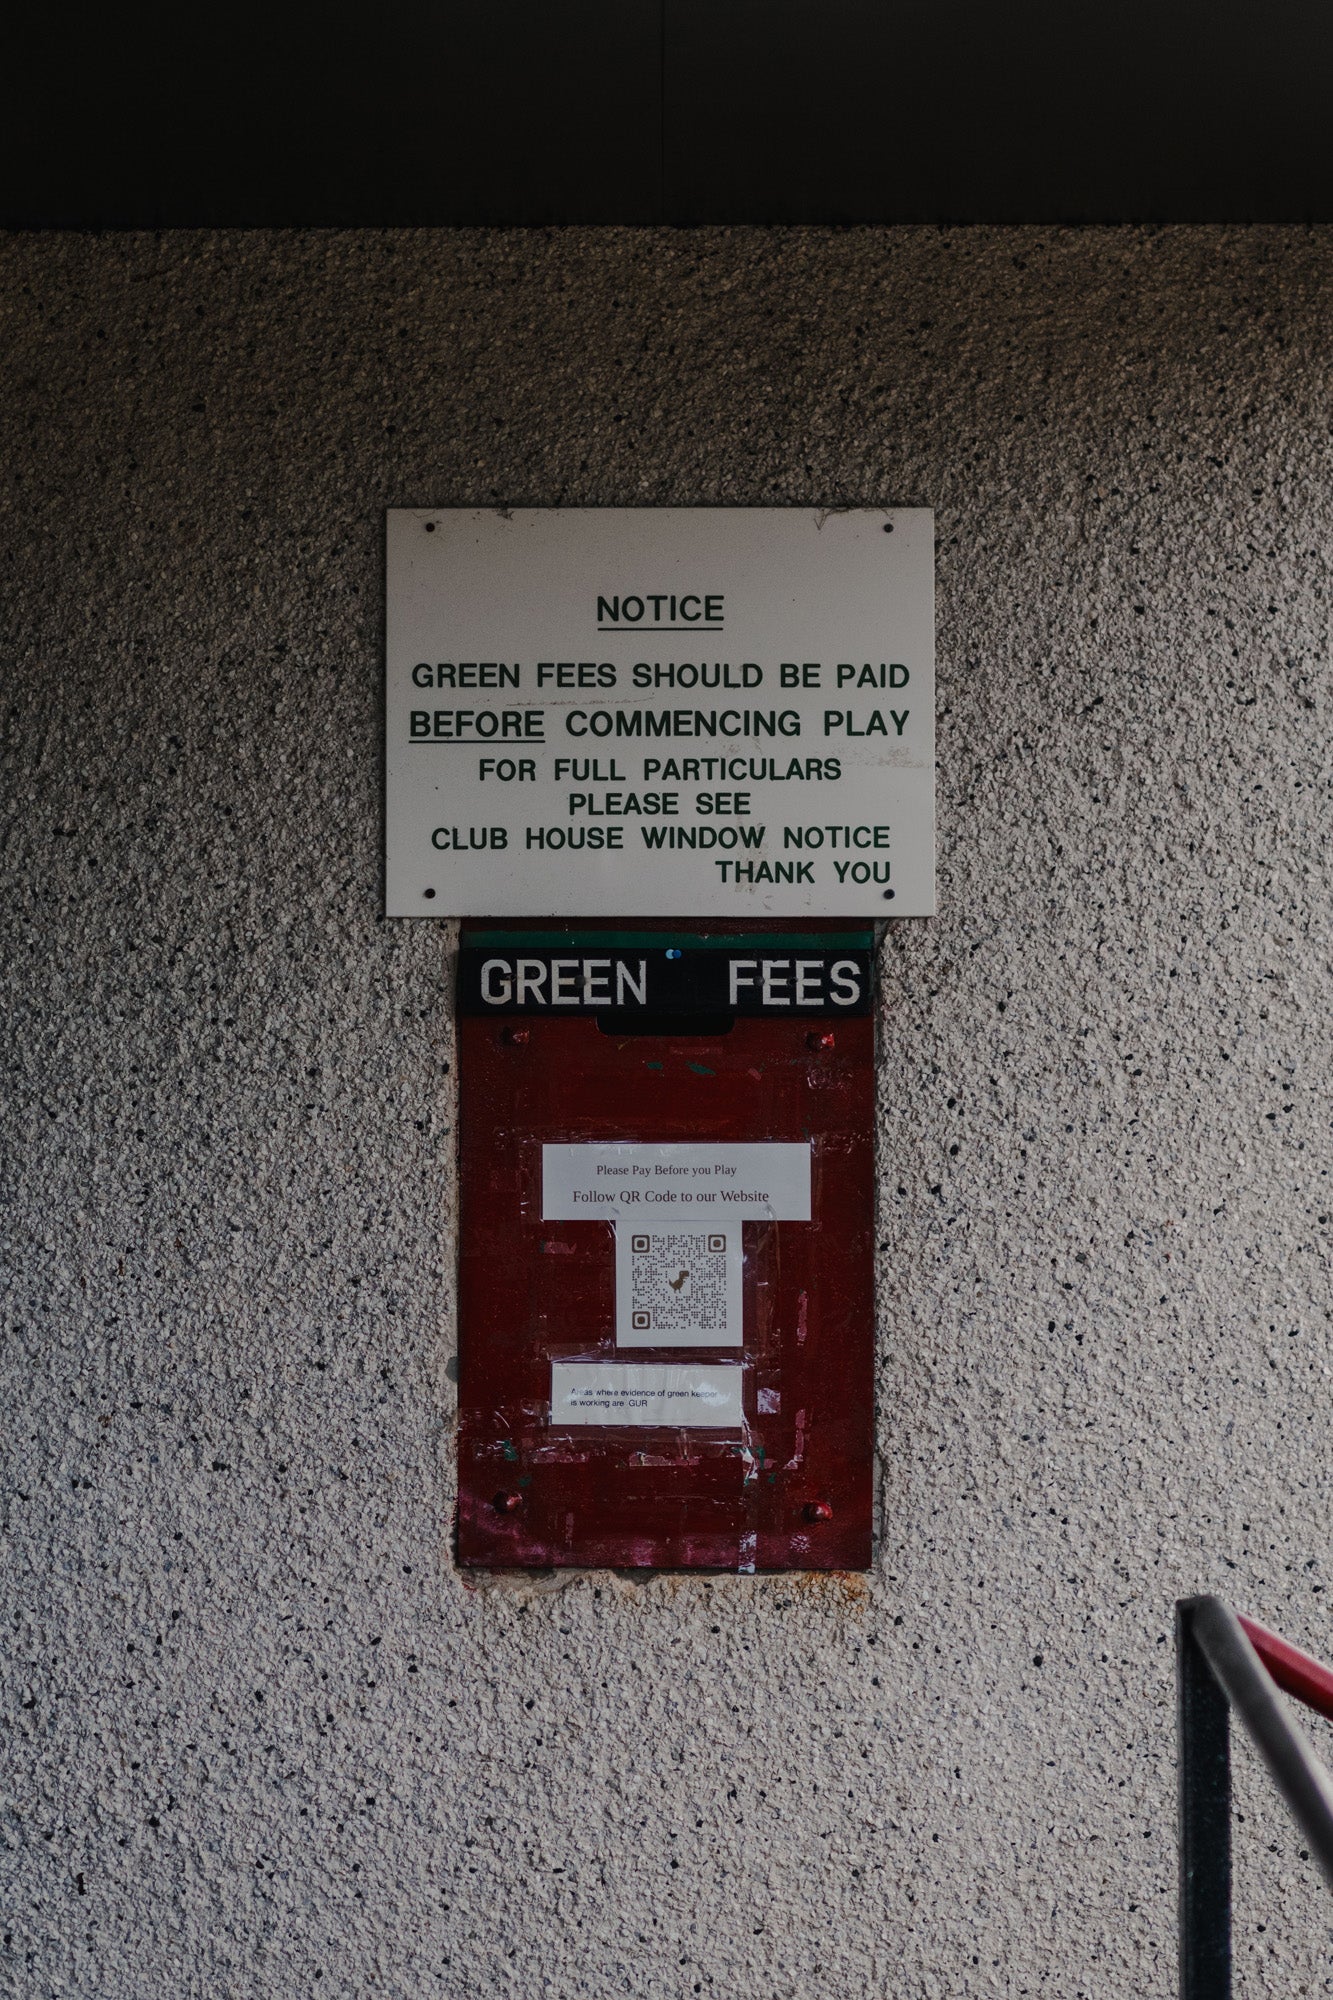 NOTICE
GREEN FEES SHOULD BE PAID
BEFORE COMMENCING PLAY
FOR FULL PARTICULARS
PLEASE SEE
CLUB HOUSE WINDOW NOTICE
THANK YOU
GREEN FEES
Please Pay Before you Play
Follow QR Code to our Website
Areas where evidence of green keeper
is working are GUR